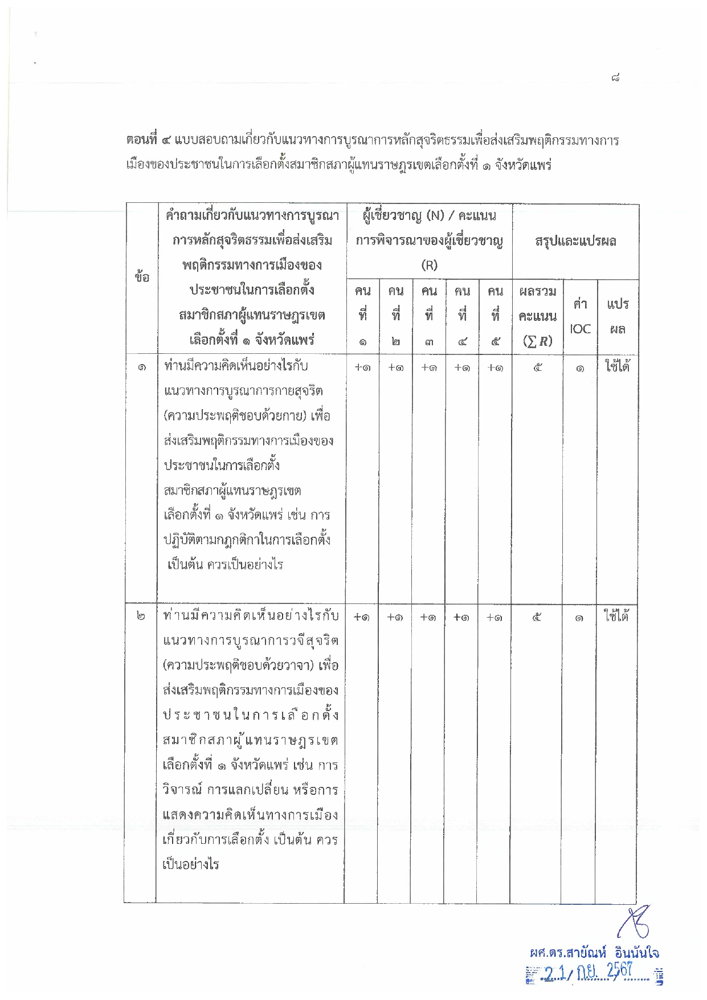 ๘
ตอนที่ ๔ แบบสอบถามเกี่ยวกับแนวทางการบูรณาการหลักสุจริตธรรมเพื่อส่งเสริมพฤติกรรมทางการ
เมืองของประชาชนในการเลือกตั้งสมาชิกสภาผู้แทนราษฎรเขตเลือกตั้งที่ ๑ จังหวัดแพร่
ข้อ
คำถามเกี่ยวกับแนวทางการบูรณา
การหลักสุจริตธรรมเพื่อส่งเสริม
พฤติกรรมทางการเมืองของ
ประชาชนในการเลือกตั้ง
สมาชิกสภาผู้แทนราษฎรเขต
เลือกตั้งที่ ๑ จังหวัดแพร่
ผู้เชี่ยวชาญ (N) / คะแนน
การพิจารณาของผู้เชี่ยวชาญ
(R)
สรุปและแปรผล
คน คน คน คน คน ผลรวม
ที่ ที่ ที่ ที่ ที่ คะแนน
๑ ๒ ๓ ๔ ๕ (∑R)
ค่า
IOC
แปร
ผล
๑ ท่านมีความคิดเห็นอย่างไรกับ +๑ +๑ +๑ +๑ +๑ ๕ ๑ ใช้ได้
แนวทางการบูรณาการกายสุจริต
(ความประพฤติชอบด้วยกาย) เพื่อ
ส่งเสริมพฤติกรรมทางการเมืองของ
ประชาชนในการเลือกตั้ง
สมาชิกสภาผู้แทนราษฎรเขต
เลือกตั้งที่ ๑ จังหวัดแพร่ เช่น การ
ปฏิบัติตามกฎกติกาในการเลือกตั้ง
เป็นต้น ควรเป็นอย่างไร
๒ ท่านมีความคิดเห็นอย่างไรกับ +๑ +๑ +๑ +๑ +๑ ๕ ๑ ใช้ได้
แนวทางการบูรณาการวจีสุจริต
(ความประพฤติชอบด้วยวาจา) เพื่อ
ส่งเสริมพฤติกรรมทางการเมืองของ
ประชาชนในการเลือกตั้ง
สมาชิกสภาผู้แทนราษฎรเขต
เลือกตั้งที่ ๑ จังหวัดแพร่ เช่น การ
วิจารณ์ การแลกเปลี่ยน หรือการ
แสดงความคิดเห็นทางการเมือง
เกี่ยวกับการเลือกตั้ง เป็นต้น ควร
เป็นอย่างไร
ผศ.ดร.สายัณห์ อินนันใจ
21/ ก.ย. / 2567